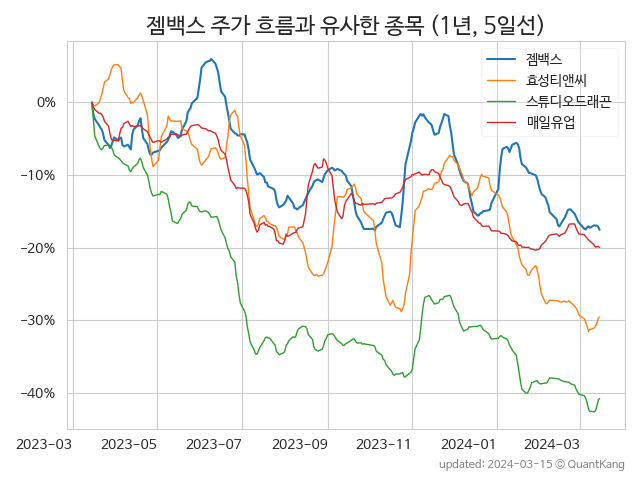 젬백스 주가 흐름과 유사한 종목 (1년, 5일선)
젬백스
효성티앤씨
스튜디오드래곤
매일유업
0%
-10%
-20%
-30%
-40%
2023-03 2023-05 2023-07 2023-09 2023-11 2024-01 2024-03
updated: 2024-03-15 © QuantKang